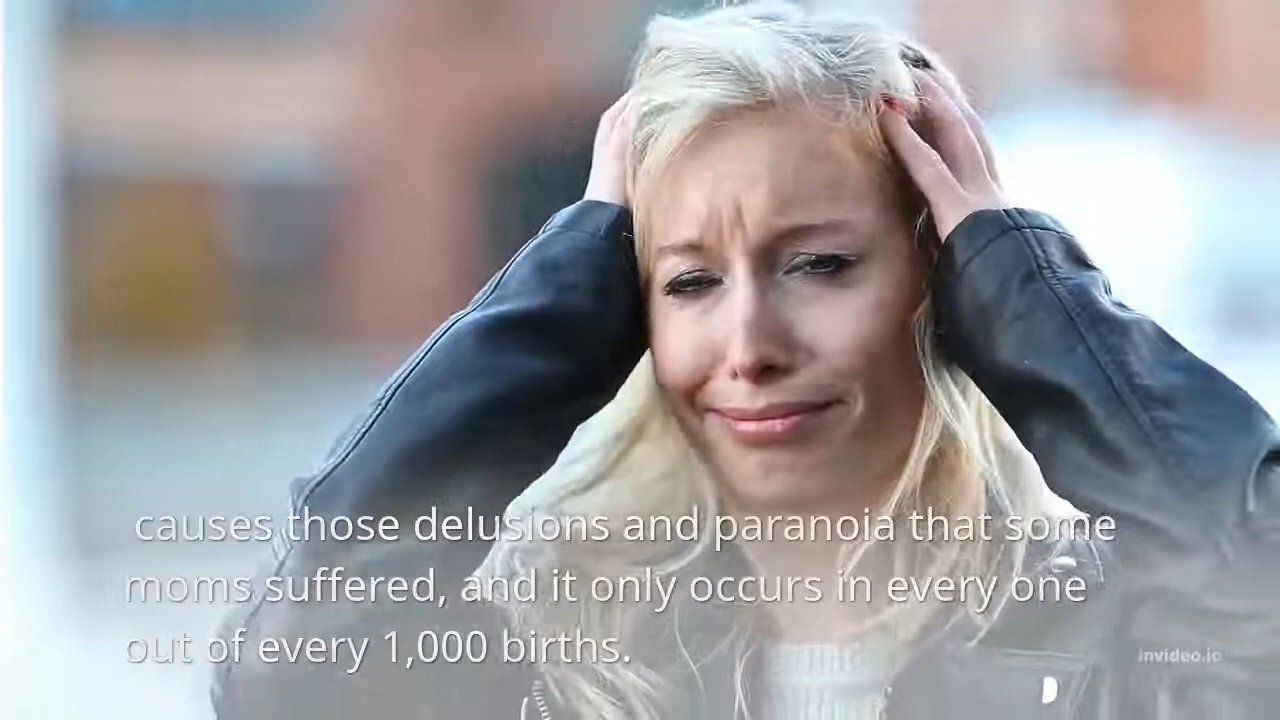 causes those delusions and paranoia that some
moms suffered, and it only occurs in every one
out of every 1,000 births.
invideo.io